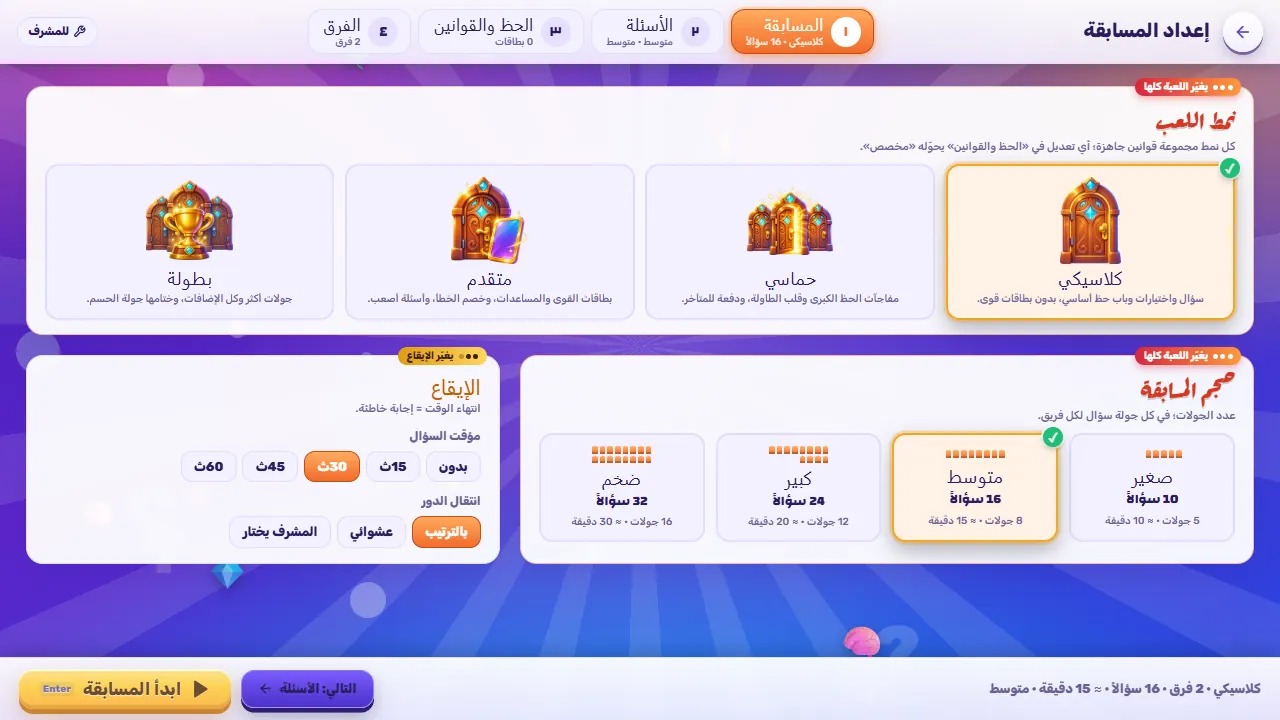 إعداد المسابقة
١ المسابقة
كلاسيكي • 16 سؤالاً
٢ الأسئلة
متوسط • متوسط
٣ الحظ والقوانين
0 بطاقات
٤ الفرق
2 فرق
للمشرف
يغيّر اللعبة كلها
نمط اللعب
كل نمط مجموعة قوانين جاهزة؛ أي تعديل في «الحظ والقوانين» يحوّله «مخصص».
كلاسيكي
سؤال واختيارات وباب حظ أساسي، بدون بطاقات قوى.
حماسي
مفاجآت الحظ الكبرى وقلب الطاولة، ودفعة للمتأخر.
متقدم
بطاقات القوى والمساعدات، وخصم الخطأ، وأسئلة أصعب.
بطولة
جولات أكثر وكل الإضافات، وختامها جولة الحسم.
يغيّر اللعبة كلها
حجم المسابقة
عدد الجولات؛ في كل جولة سؤال لكل فريق.
صغير
10 سؤالاً
5 جولات • ≈ 10 دقيقة
متوسط
16 سؤالاً
8 جولات • ≈ 15 دقيقة
كبير
24 سؤالاً
12 جولات • ≈ 20 دقيقة
ضخم
32 سؤالاً
16 جولات • ≈ 30 دقيقة
يغيّر الإيقاع
الإيقاع
انتهاء الوقت = إجابة خاطئة.
مؤقت السؤال
بدون 15ث 30ث 45ث 60ث
انتقال الدور
بالترتيب عشوائي المشرف يختار
كلاسيكي • 2 فرق • 16 سؤالاً • ≈ 15 دقيقة • متوسط
التالي: الأسئلة ←
ابدأ المسابقة Enter